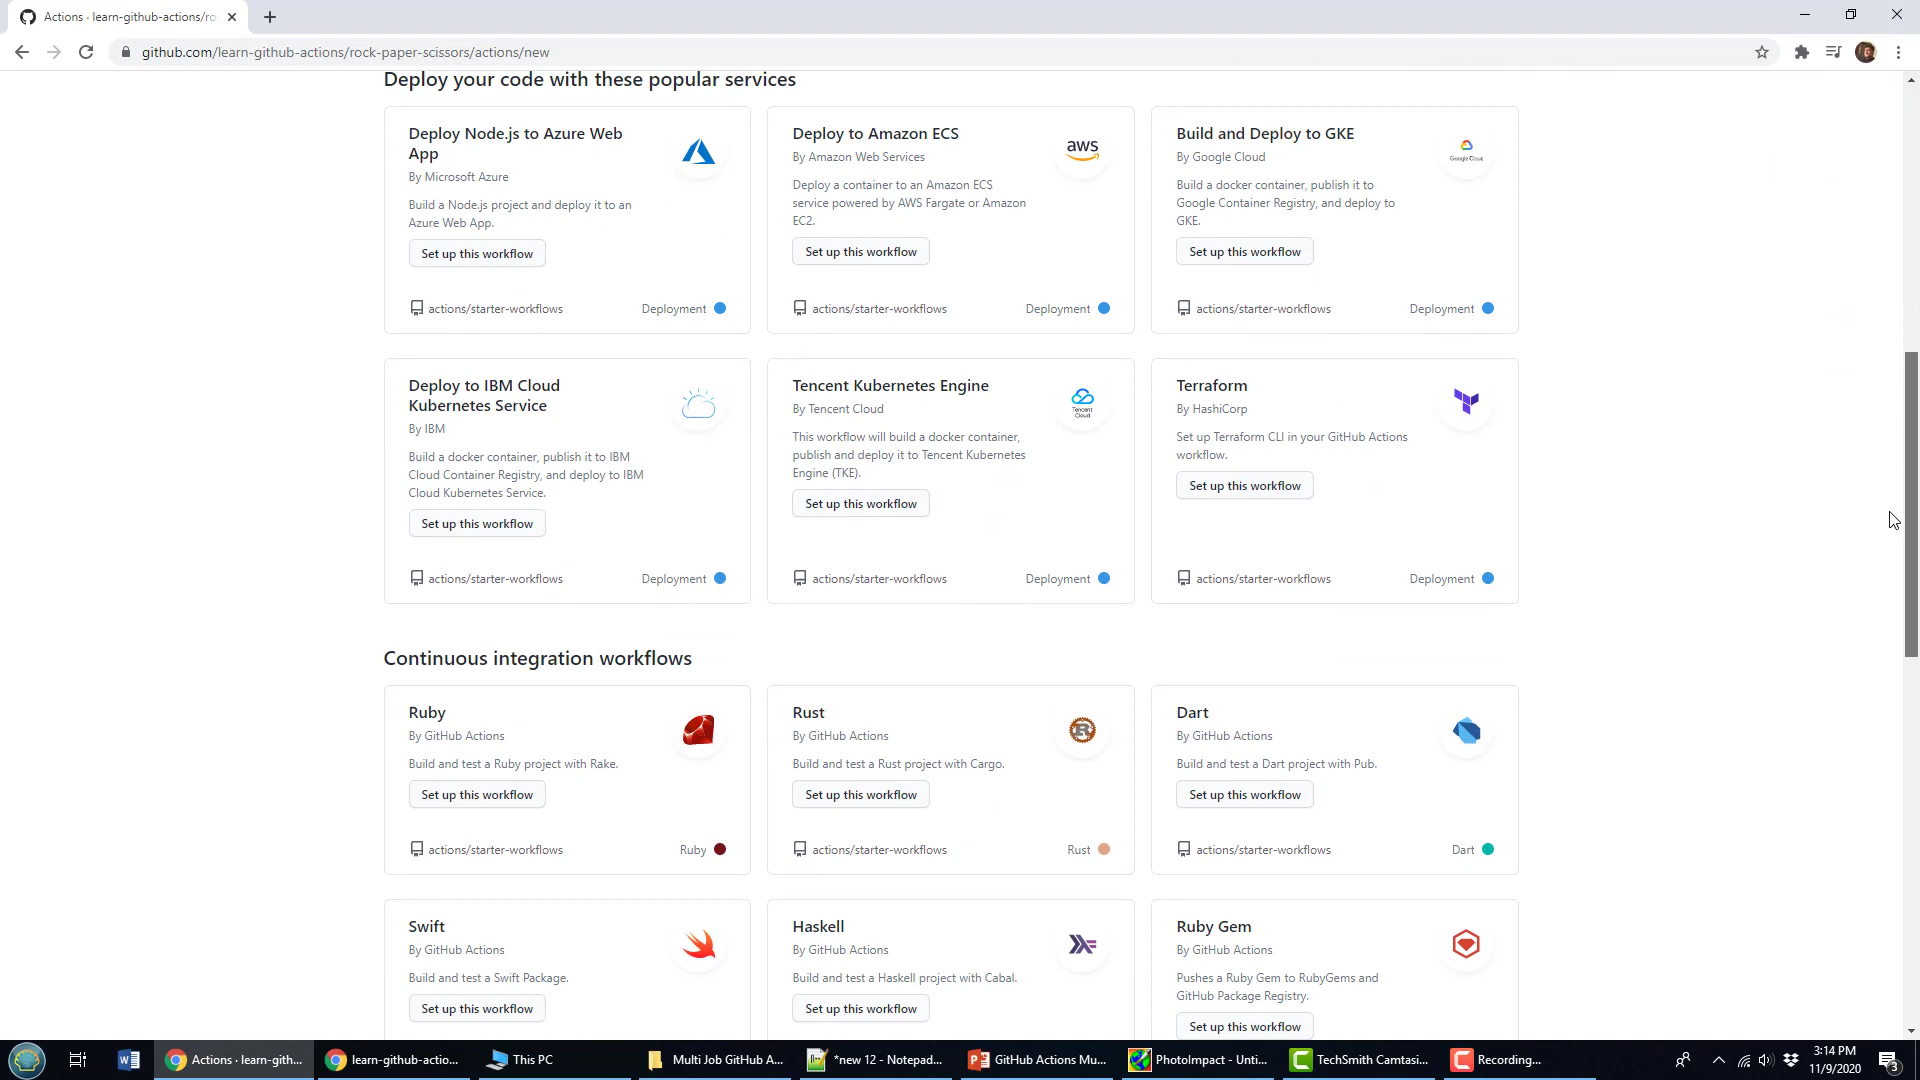 Actions · learn-github-actions/ro
github.com/learn-github-actions/rock-paper-scissors/actions/new
Deploy your code with these popular services
Deploy Node.js to Azure Web
App
By Microsoft Azure
Build a Node.js project and deploy it to an
Azure Web App.
Set up this workflow
actions/starter-workflows
Deployment
Deploy to Amazon ECS
By Amazon Web Services
aws
Deploy a container to an Amazon ECS
service powered by AWS Fargate or Amazon
EC2.
Set up this workflow
actions/starter-workflows
Deployment
Build and Deploy to GKE
By Google Cloud
Google Cloud
Build a docker container, publish it to
Google Container Registry, and deploy to
GKE.
Set up this workflow
actions/starter-workflows
Deployment
Deploy to IBM Cloud
Kubernetes Service
By IBM
Build a docker container, publish it to IBM
Cloud Container Registry, and deploy to IBM
Cloud Kubernetes Service.
Set up this workflow
actions/starter-workflows
Deployment
Tencent Kubernetes Engine
By Tencent Cloud
Tencent
Cloud
This workflow will build a docker container,
publish and deploy it to Tencent Kubernetes
Engine (TKE).
Set up this workflow
actions/starter-workflows
Deployment
Terraform
By HashiCorp
Set up Terraform CLI in your GitHub Actions
workflow.
Set up this workflow
actions/starter-workflows
Deployment
Continuous integration workflows
Ruby
By GitHub Actions
Build and test a Ruby project with Rake.
Set up this workflow
actions/starter-workflows
Ruby
Rust
By GitHub Actions
Build and test a Rust project with Cargo.
Set up this workflow
actions/starter-workflows
Rust
Dart
By GitHub Actions
Build and test a Dart project with Pub.
Set up this workflow
actions/starter-workflows
Dart
Swift
By GitHub Actions
Build and test a Swift Package.
Set up this workflow
Haskell
By GitHub Actions
Build and test a Haskell project with Cabal.
Set up this workflow
Ruby Gem
By GitHub Actions
Pushes a Ruby Gem to RubyGems and
GitHub Package Registry.
Set up this workflow
Actions · learn-gith...
learn-github-actio...
This PC
Multi Job GitHub A...
*new 12 - Notepad...
GitHub Actions Mu...
PhotoImpact - Unti...
TechSmith Camtasi...
Recording...
3:14 PM
11/9/2020
3